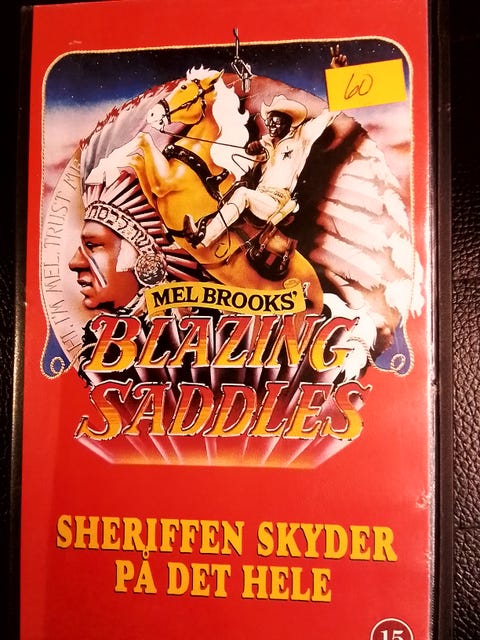 60
HI, I'M MEL. TRUST ME
MEL BROOKS'
BLAZING
SADDLES
SHERIFFEN SKYDER
PÅ DET HELE
15